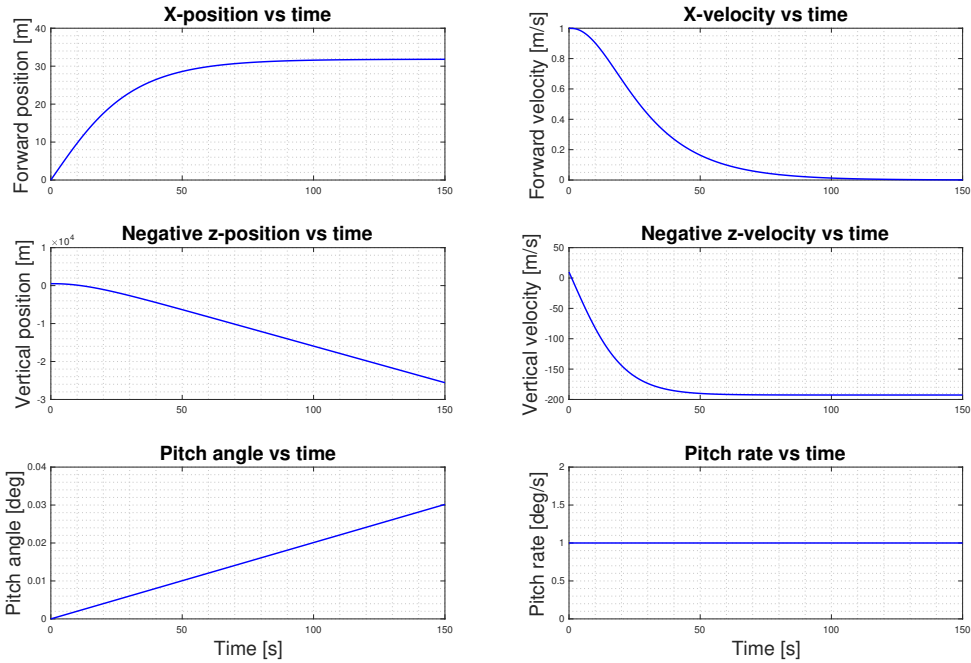 X-position vs time
Forward position [m]
40
30
20
10
0
0 50 100 150
X-velocity vs time
Forward velocity [m/s]
1
0.8
0.6
0.4
0.2
0
0 50 100 150
Negative z-position vs time
Vertical position [m]
×10⁴
1
0
-1
-2
-3
0 50 100 150
Negative z-velocity vs time
Vertical velocity [m/s]
50
0
-50
-100
-150
-200
0 50 100 150
Pitch angle vs time
Pitch angle [deg]
0.04
0.03
0.02
0.01
0
0 50 100 150
Time [s]
Pitch rate vs time
Pitch rate [deg/s]
2
1.5
1
0.5
0
0 50 100 150
Time [s]